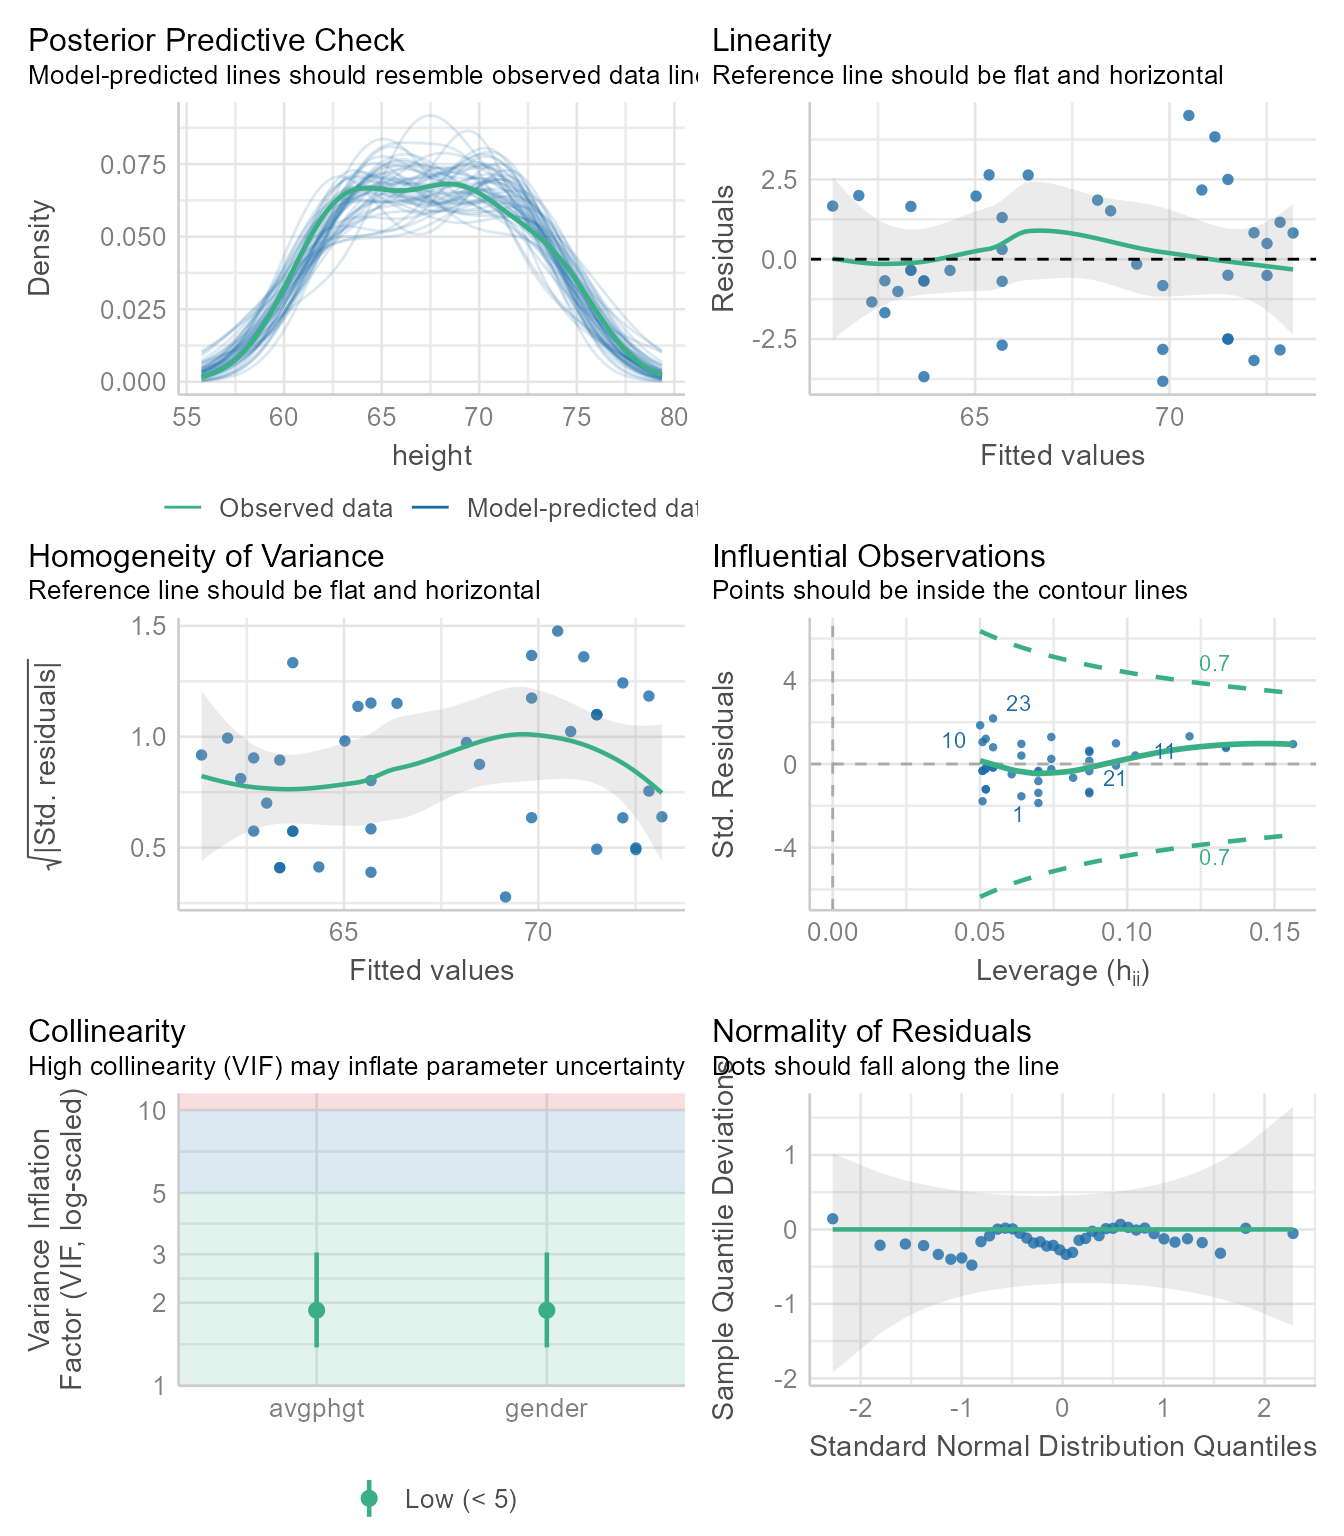 Posterior Predictive Check
Model-predicted lines should resemble observed data line
Density
0.075
0.050
0.025
0.000
55 60 65 70 75 80
height
Observed data Model-predicted dat
Linearity
Reference line should be flat and horizontal
Residuals
2.5
0.0
-2.5
65 70
Fitted values
Homogeneity of Variance
Reference line should be flat and horizontal
√|Std. residuals|
1.5
1.0
0.5
65 70
Fitted values
Influential Observations
Points should be inside the contour lines
Std. Residuals
4
0
-4
0.7
23
10
11
21
1
0.7
0.00 0.05 0.10 0.15
Leverage (hii)
Collinearity
High collinearity (VIF) may inflate parameter uncertainty
Variance Inflation
Factor (VIF, log-scaled)
10
5
3
2
1
avgphgt gender
Low (< 5)
Normality of Residuals
Dots should fall along the line
Sample Quantile Deviations
1
0
-1
-2
-2 -1 0 1 2
Standard Normal Distribution Quantiles